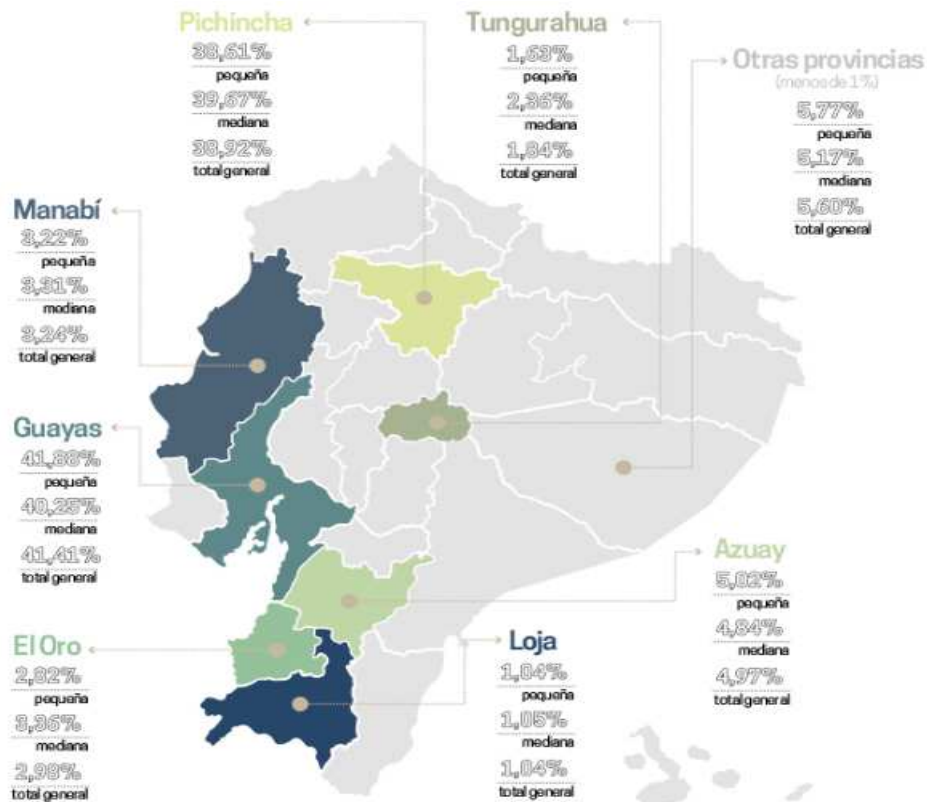 Pichincha
38,61%
pequeña
39,67%
mediana
38,92%
total general
Tungurahua
1,63%
pequeña
2,36%
mediana
1,84%
total general
Otras provincias
(menos de 1%)
5,77%
pequeña
5,17%
mediana
5,60%
total general
Manabí
3,22%
pequeña
3,31%
mediana
3,24%
total general
Guayas
41,88%
pequeña
40,25%
mediana
41,41%
total general
Azuay
5,02%
pequeña
4,84%
mediana
4,97%
total general
El Oro
2,82%
pequeña
3,36%
mediana
2,98%
total general
Loja
1,04%
pequeña
1,05%
mediana
1,04%
total general